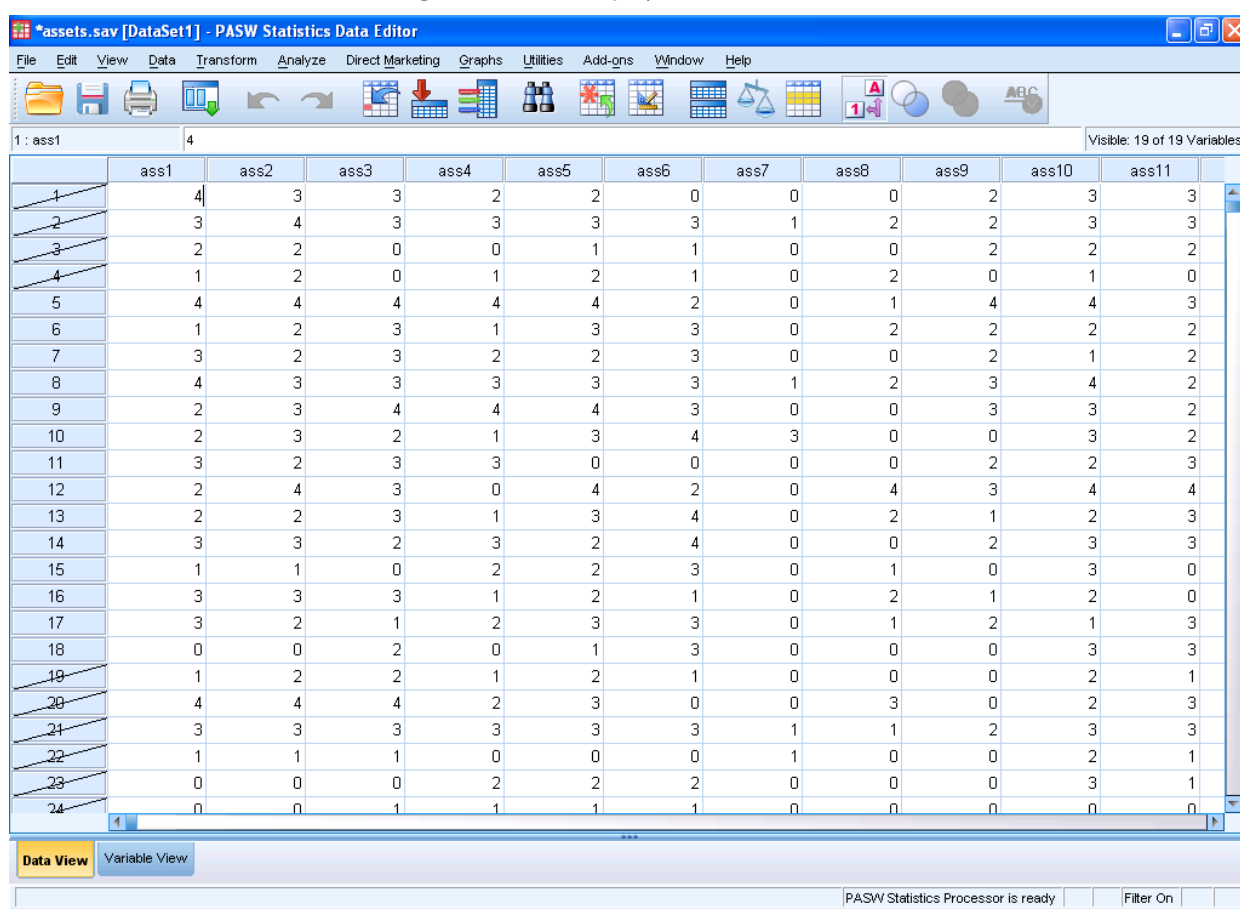 *assets.sav [DataSet1] - PASW Statistics Data Editor
File Edit View Data Transform Analyze Direct Marketing Graphs Utilities Add-ons Window Help
A
1
ABC
1 : ass1 4 Visible: 19 of 19 Variables
ass1 ass2 ass3 ass4 ass5 ass6 ass7 ass8 ass9 ass10 ass11
1 4 3 3 2 2 0 0 0 2 3 3
2 3 4 3 3 3 3 1 2 2 3 3
3 2 2 0 0 1 1 0 0 2 2 2
4 1 2 0 1 2 1 0 2 0 1 0
5 4 4 4 4 4 2 0 1 4 4 3
6 1 2 3 1 3 3 0 2 2 2 2
7 3 2 3 2 2 3 0 0 2 1 2
8 4 3 3 3 3 3 1 2 3 4 2
9 2 3 4 4 4 3 0 0 3 3 2
10 2 3 2 1 3 4 3 0 0 3 2
11 3 2 3 3 0 0 0 0 2 2 3
12 2 4 3 0 4 2 0 4 3 4 4
13 2 2 3 1 3 4 0 2 1 2 3
14 3 3 2 3 2 4 0 0 2 3 3
15 1 1 0 2 2 3 0 1 0 3 0
16 3 3 3 1 2 1 0 2 1 2 0
17 3 2 1 2 3 3 0 1 2 1 3
18 0 0 2 0 1 3 0 0 0 3 3
19 1 2 2 1 2 1 0 0 0 2 1
20 4 4 4 2 3 0 0 3 0 2 3
21 3 3 3 3 3 3 1 1 2 3 3
22 1 1 1 0 0 0 1 0 0 2 1
23 0 0 0 2 2 2 0 0 0 3 1
24 0 0 1 1 1 1 0 0 0 0 0
Data View Variable View
PASW Statistics Processor is ready Filter On